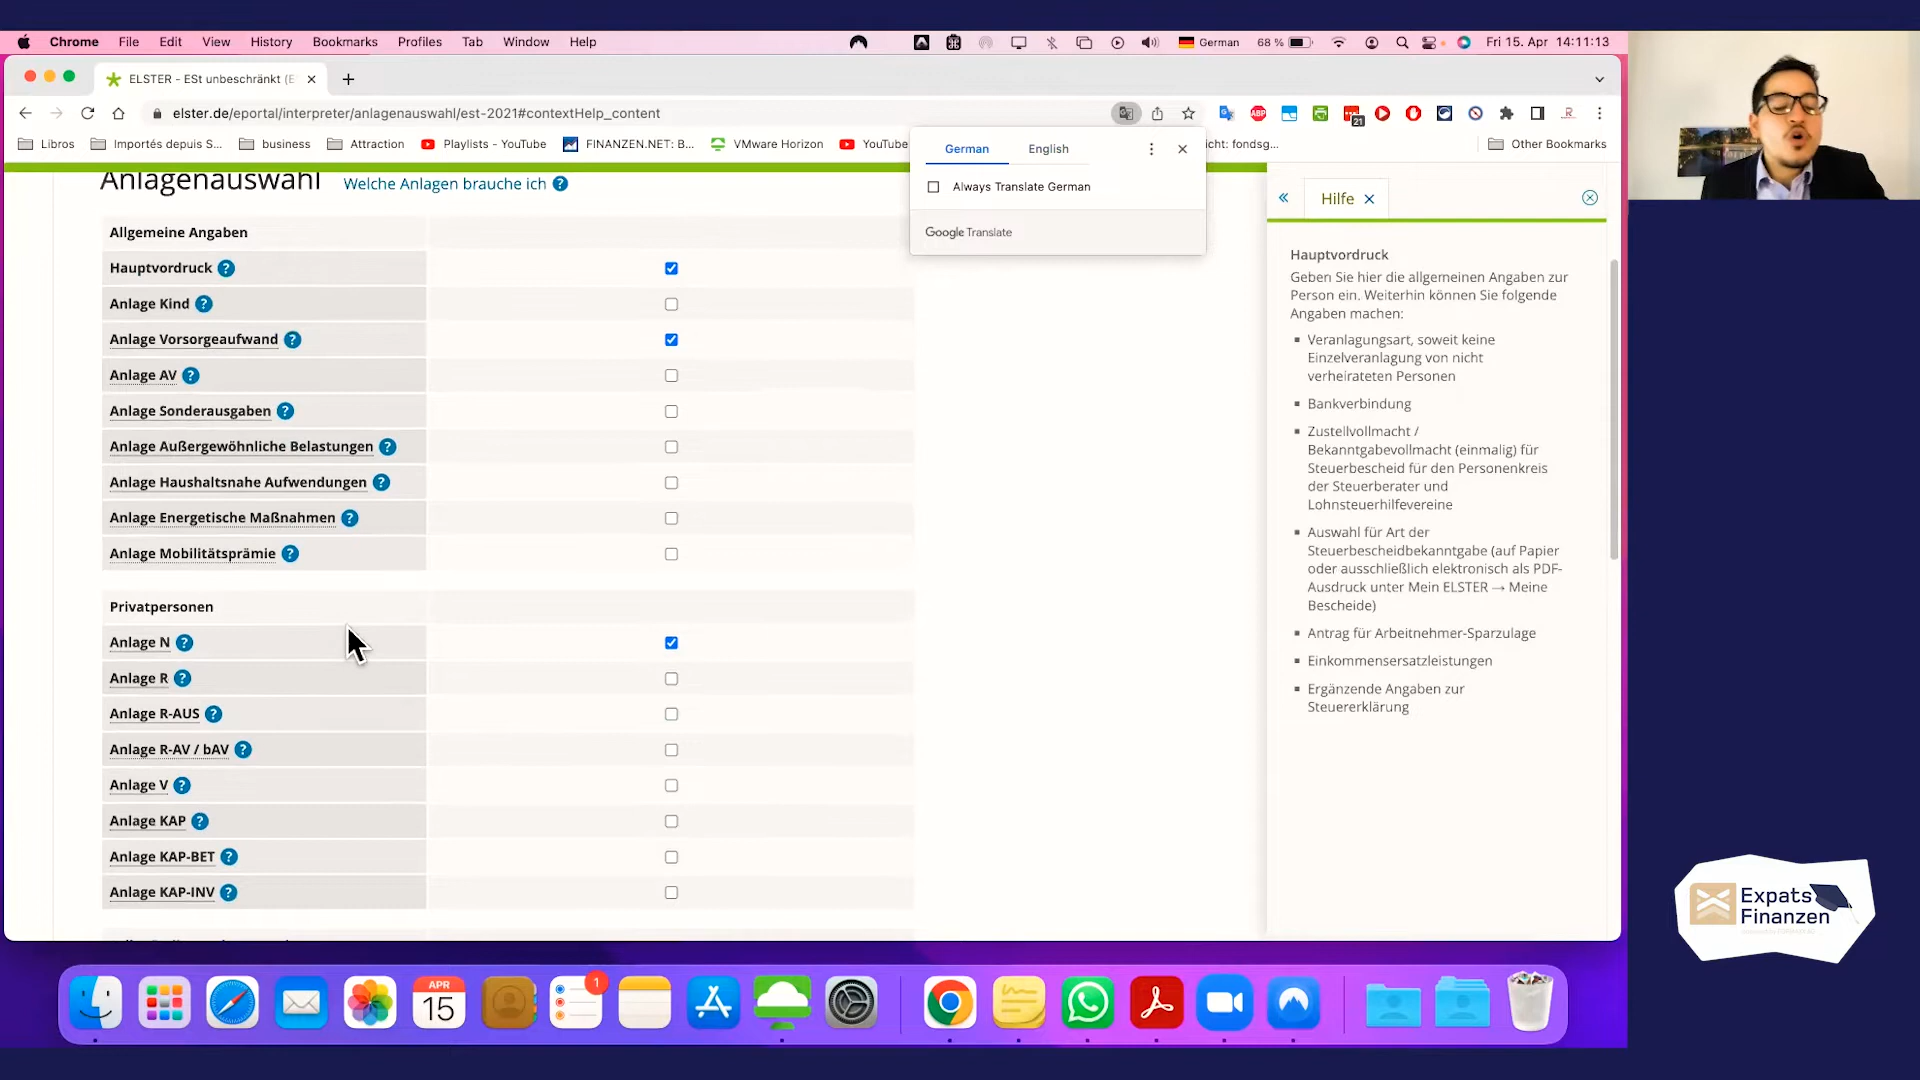 Chrome File Edit View History Bookmarks Profiles Tab Window Help German 68 % Fri 15. Apr 14:11:13
ELSTER - ESt unbeschränkt (E
elster.de/eportal/interpreter/anlagenauswahl/est-2021#contextHelp_content
ABP
21
R
Libros Importés depuis S... business Attraction Playlists - YouTube FINANZEN.NET: B... VMware Horizon YouTube icht: fondsg... Other Bookmarks
German English
Always Translate German
Google Translate
Anlagenauswahl Welche Anlagen brauche ich ?
Allgemeine Angaben
Hauptvordruck ?
Anlage Kind ?
Anlage Vorsorgeaufwand ?
Anlage AV ?
Anlage Sonderausgaben ?
Anlage Außergewöhnliche Belastungen ?
Anlage Haushaltsnahe Aufwendungen ?
Anlage Energetische Maßnahmen ?
Anlage Mobilitätsprämie ?
Privatpersonen
Anlage N ?
Anlage R ?
Anlage R-AUS ?
Anlage R-AV / bAV ?
Anlage V ?
Anlage KAP ?
Anlage KAP-BET ?
Anlage KAP-INV ?
« Hilfe
Hauptvordruck
Geben Sie hier die allgemeinen Angaben zur
Person ein. Weiterhin können Sie folgende
Angaben machen:
Veranlagungsart, soweit keine
Einzelveranlagung von nicht
verheirateten Personen
Bankverbindung
Zustellvollmacht /
Bekanntgabevollmacht (einmalig) für
Steuerbescheid für den Personenkreis
der Steuerberater und
Lohnsteuerhilfevereine
Auswahl für Art der
Steuerbescheidbekanntgabe (auf Papier
oder ausschließlich elektronisch als PDF-
Ausdruck unter Mein ELSTER → Meine
Bescheide)
Antrag für Arbeitnehmer-Sparzulage
Einkommensersatzleistungen
Ergänzende Angaben zur
Steuererklärung
Expats
Finanzen
APR
15
1